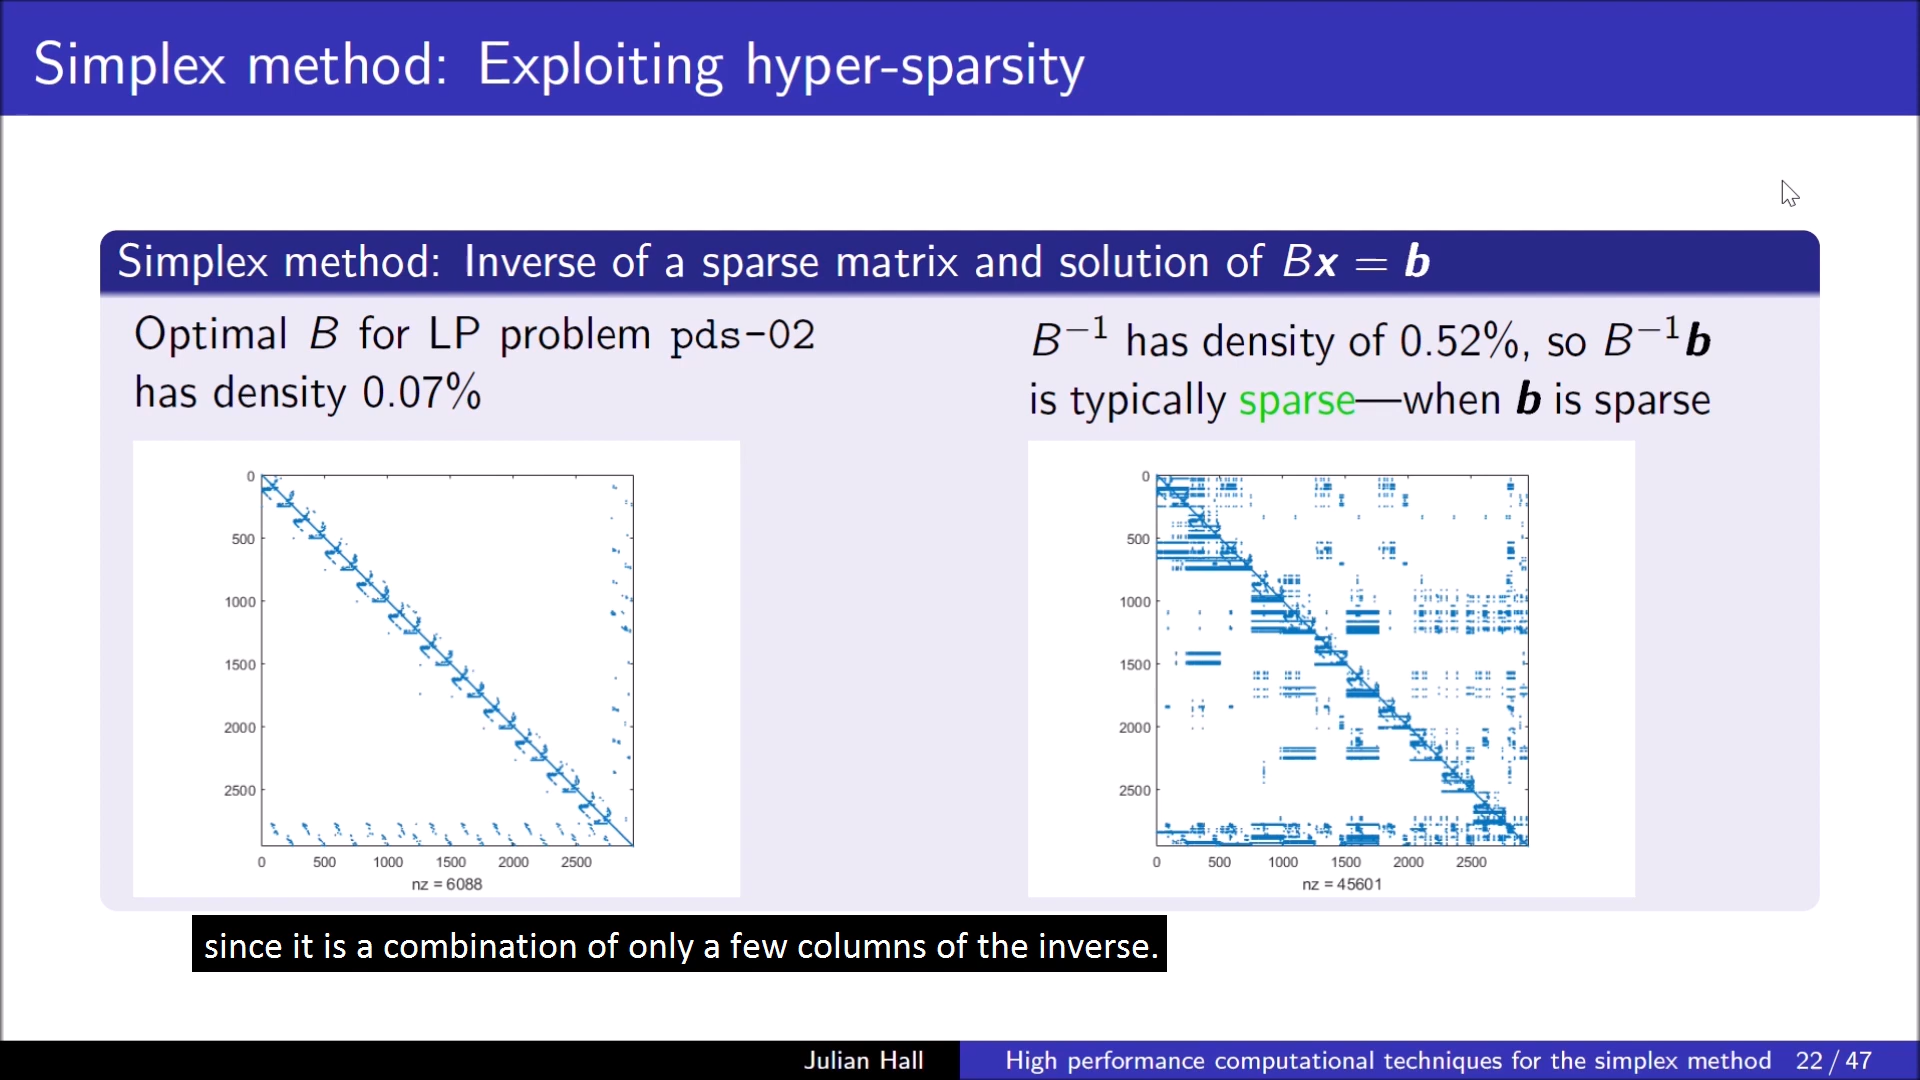 Simplex method: Exploiting hyper-sparsity
Simplex method: Inverse of a sparse matrix and solution of Bx = b
Optimal B for LP problem pds-02
has density 0.07%
B⁻¹ has density of 0.52%, so B⁻¹b
is typically sparse—when b is sparse
0
500
1000
1500
2000
2500
0 500 1000 1500 2000 2500
nz = 6088
0
500
1000
1500
2000
2500
0 500 1000 1500 2000 2500
nz = 45601
since it is a combination of only a few columns of the inverse.
Julian Hall High performance computational techniques for the simplex method 22 / 47